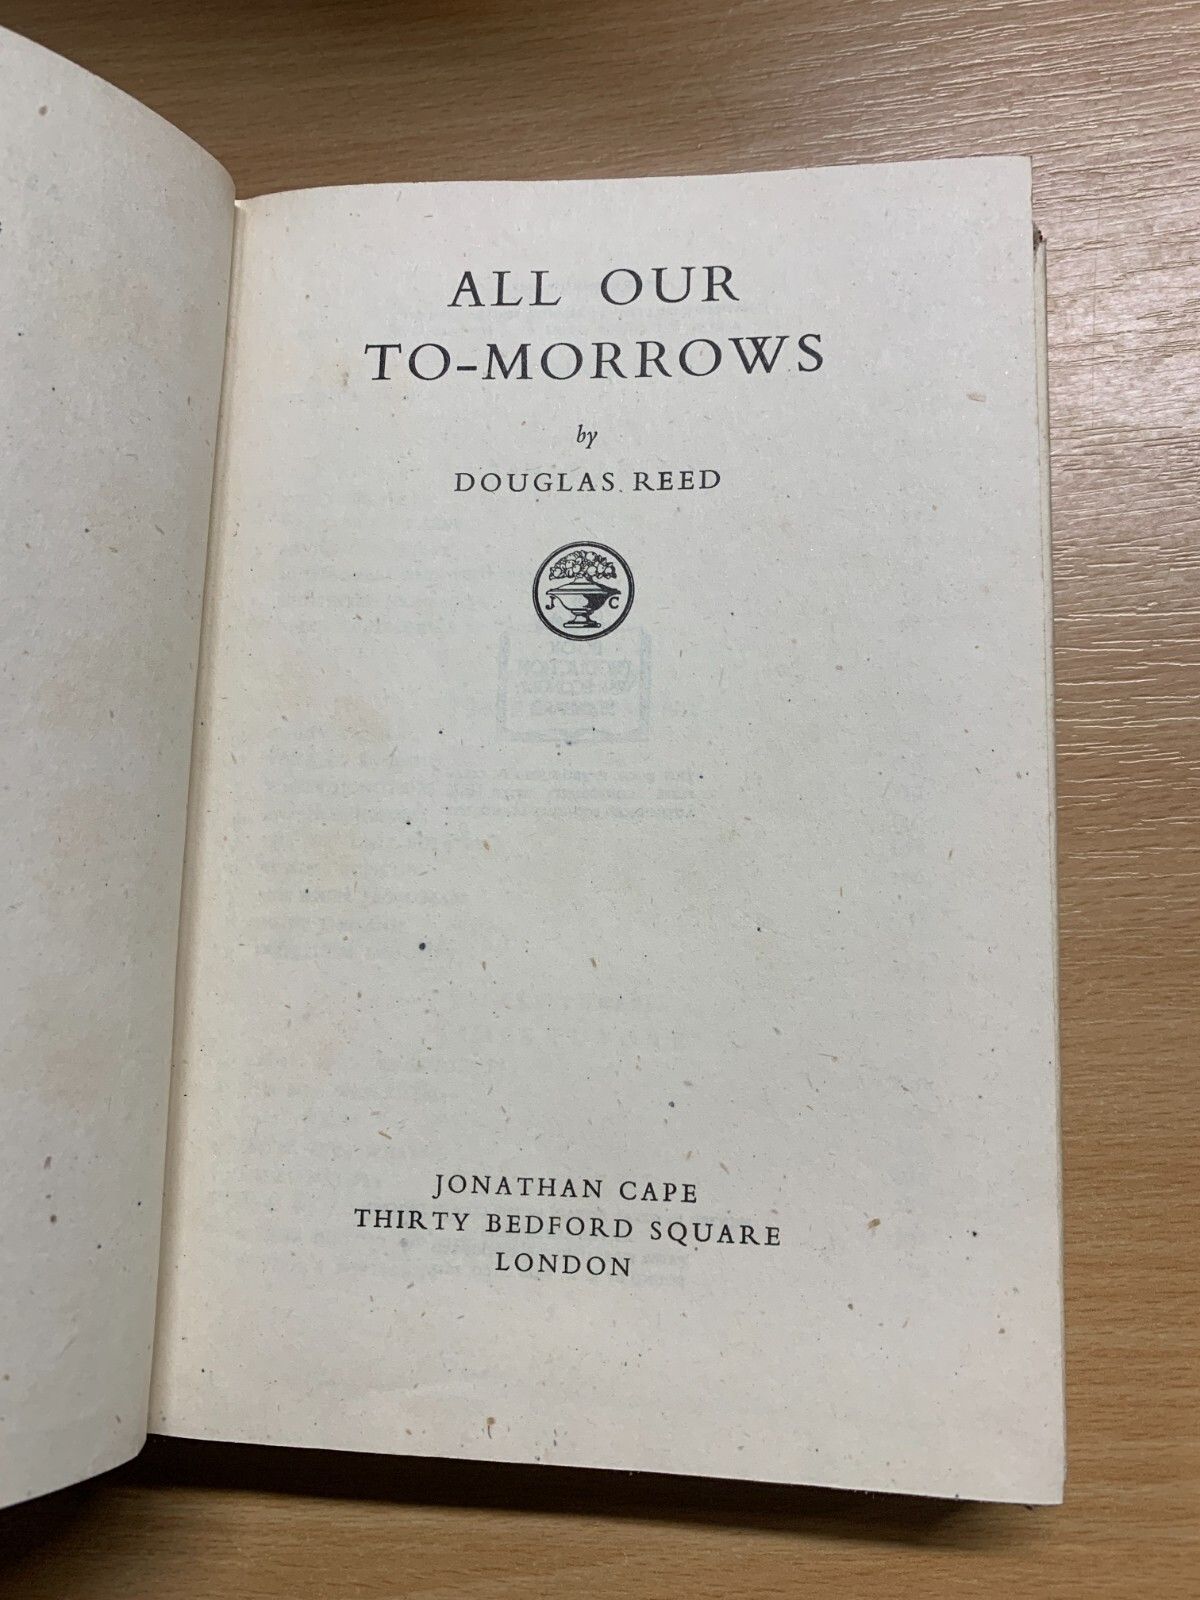 ALL OUR
TO-MORROWS
by
DOUGLAS REED
J C
JONATHAN CAPE
THIRTY BEDFORD SQUARE
LONDON